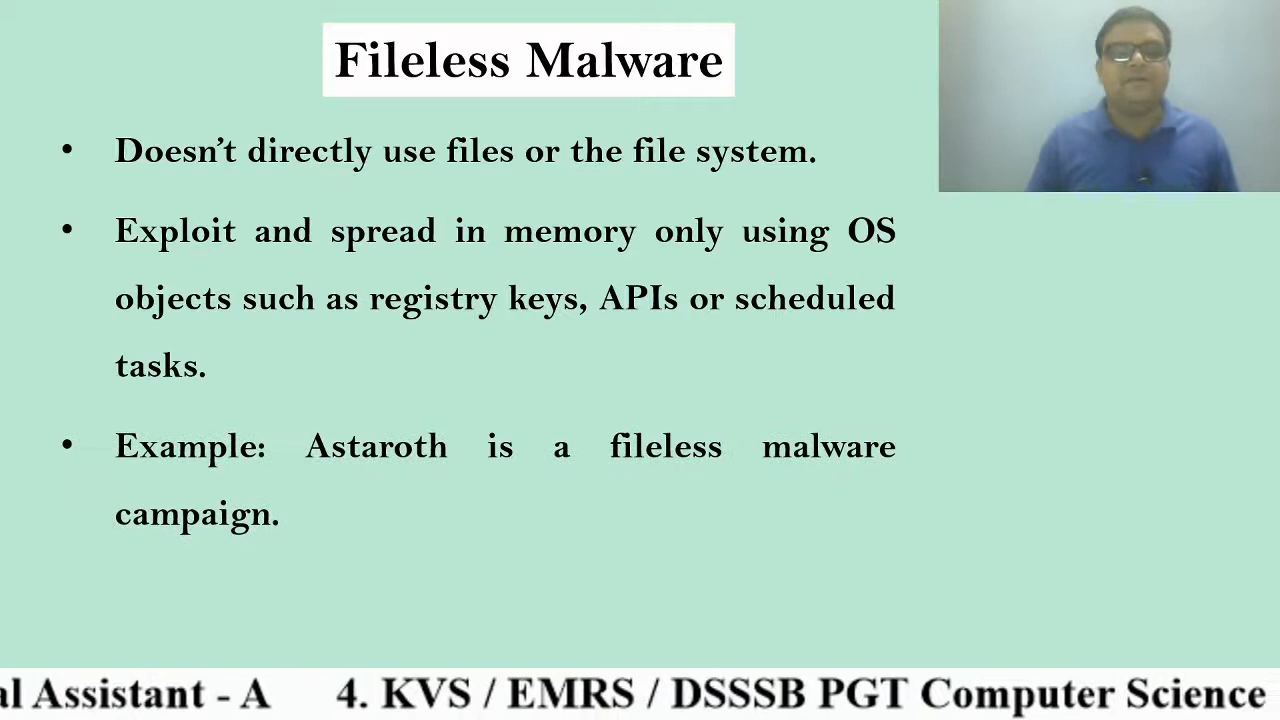 Fileless Malware
• Doesn't directly use files or the file system.
• Exploit and spread in memory only using OS
objects such as registry keys, APIs or scheduled
tasks.
• Example: Astaroth is a fileless malware
campaign.
al Assistant - A 4. KVS / EMRS / DSSSB PGT Computer Science